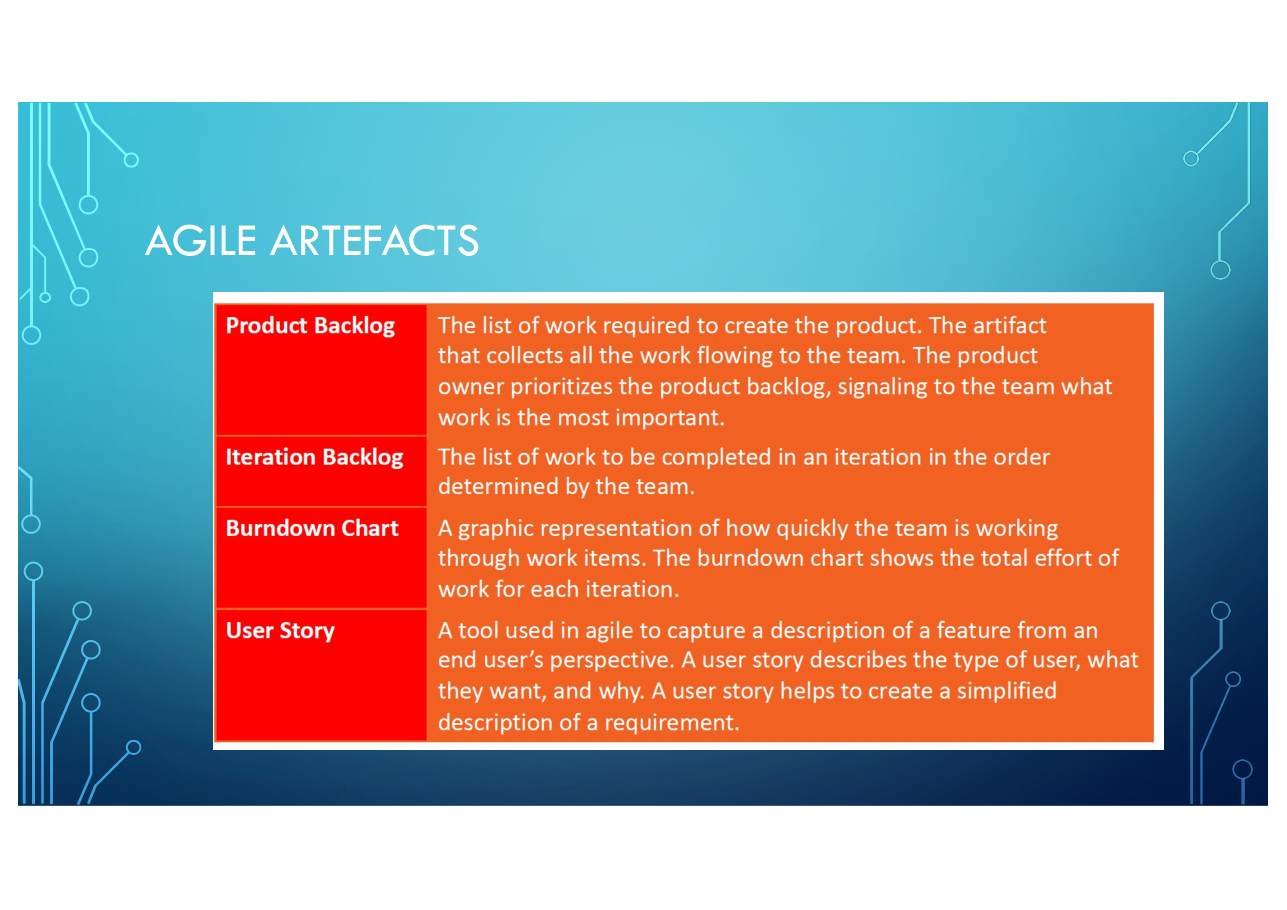 AGILE ARTEFACTS
Product Backlog
The list of work required to create the product. The artifact
that collects all the work flowing to the team. The product
owner prioritizes the product backlog, signaling to the team what
work is the most important.
Iteration Backlog
The list of work to be completed in an iteration in the order
determined by the team.
Burndown Chart
A graphic representation of how quickly the team is working
through work items. The burndown chart shows the total effort of
work for each iteration.
User Story
A tool used in agile to capture a description of a feature from an
end user’s perspective. A user story describes the type of user, what
they want, and why. A user story helps to create a simplified
description of a requirement.